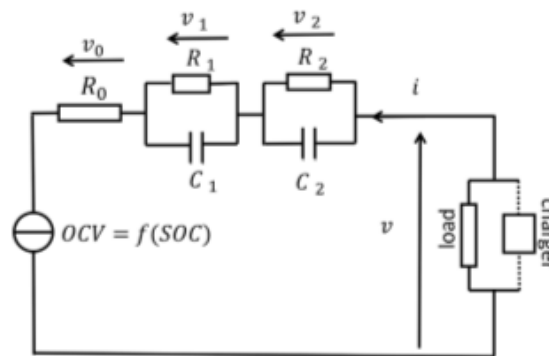 v₀
v₁
v₂
R₀
R₁
R₂
i
C₁
C₂
v
OCV = f(SOC)
load
Charger